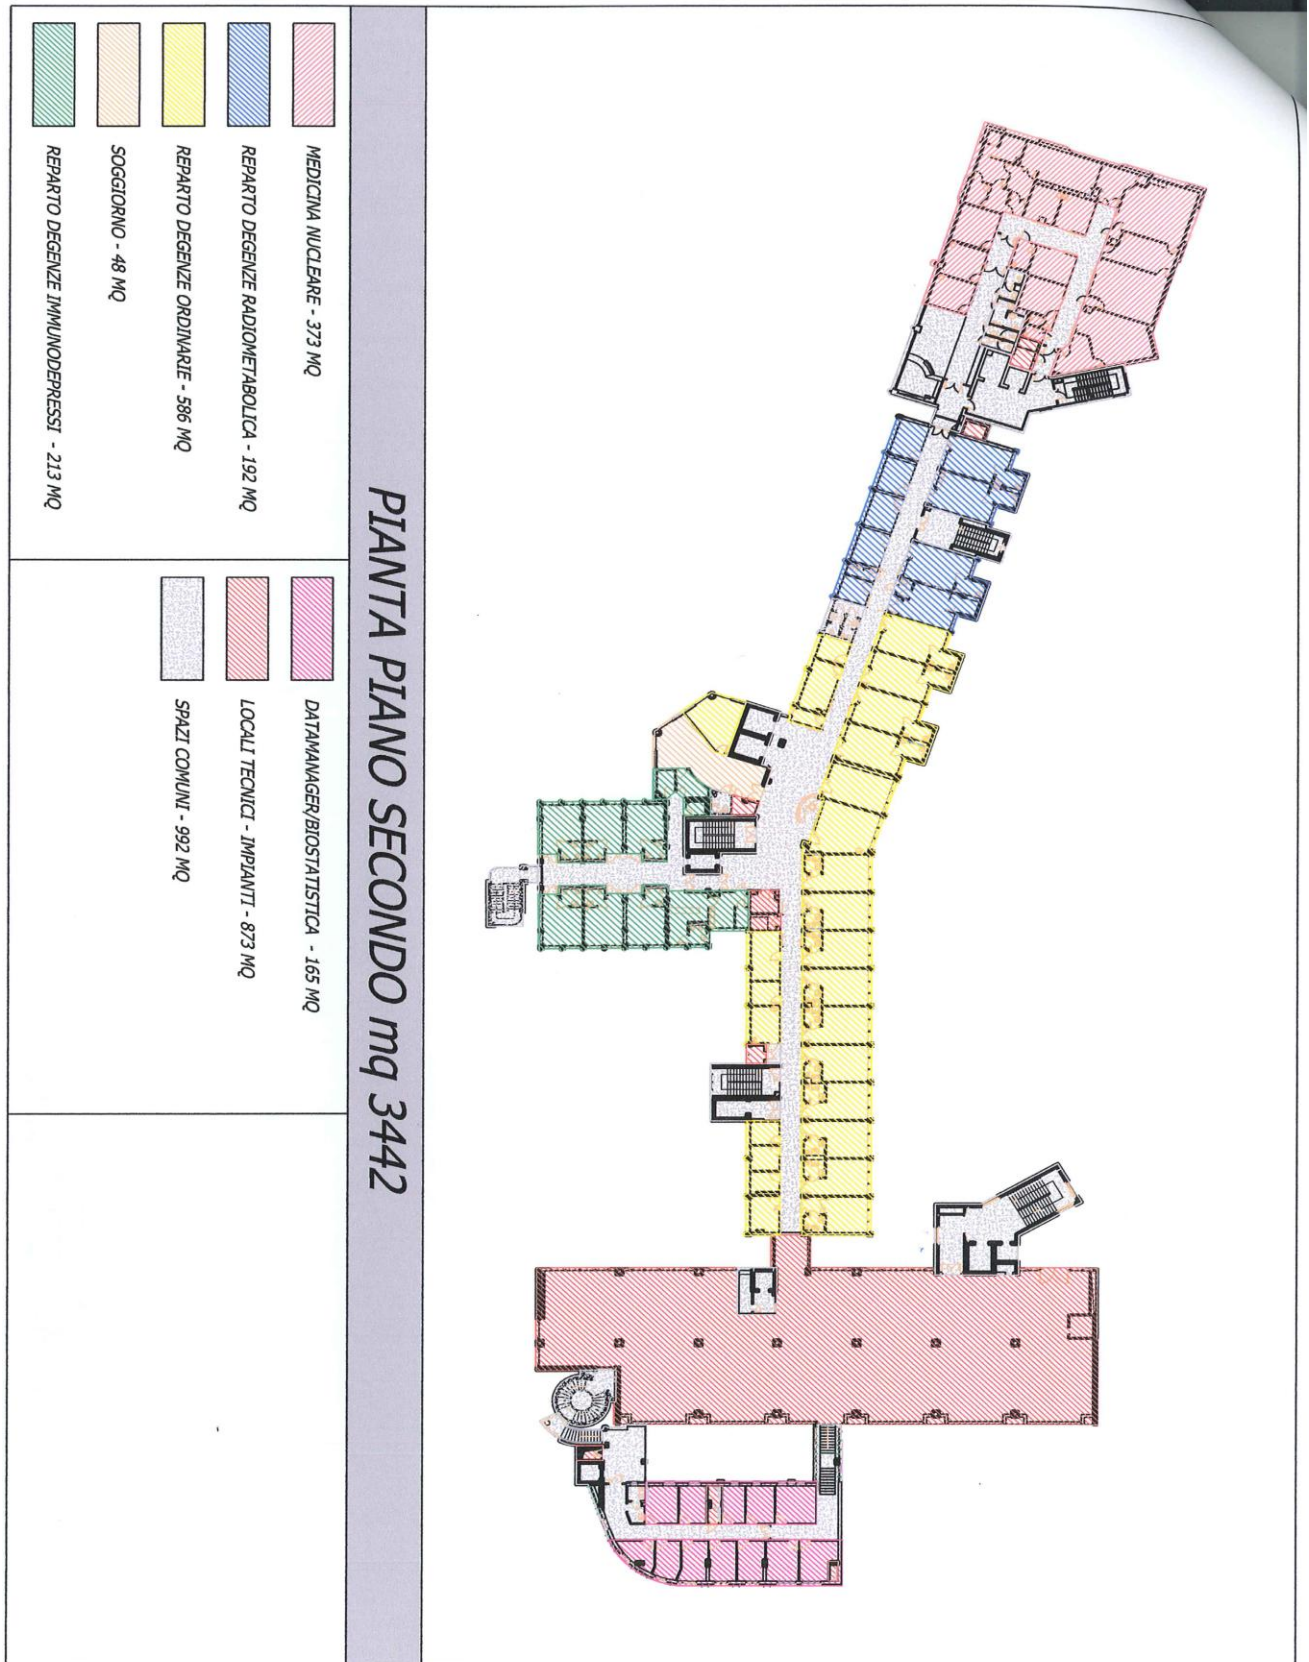 PIANTA PIANO SECONDO mq 3442
MEDICINA NUCLEARE - 373 MQ
REPARTO DEGENZE RADIOMETABOLICA - 192 MQ
REPARTO DEGENZE ORDINARIE - 586 MQ
SOGGIORNO - 48 MQ
REPARTO DEGENZE IMMUNODEPRESSI - 213 MQ
DATAMANAGER/BIOSTATISTICA - 165 MQ
LOCALI TECNICI - IMPIANTI - 873 MQ
SPAZI COMUNI - 992 MQ